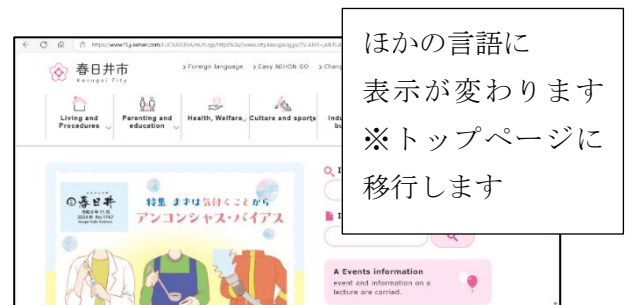 春日井市
Kasugai City
Foreign language
Easy NIHON GO
Living and Procedures
Parenting and education
Health, Welfare
Culture and sports
ほかの言語に
表示が変わります
※トップページに
移行します
春日井
特集 まずは気付くことから
アンコンシャス・バイアス
A Events information
event and information on a
lecture are carried.